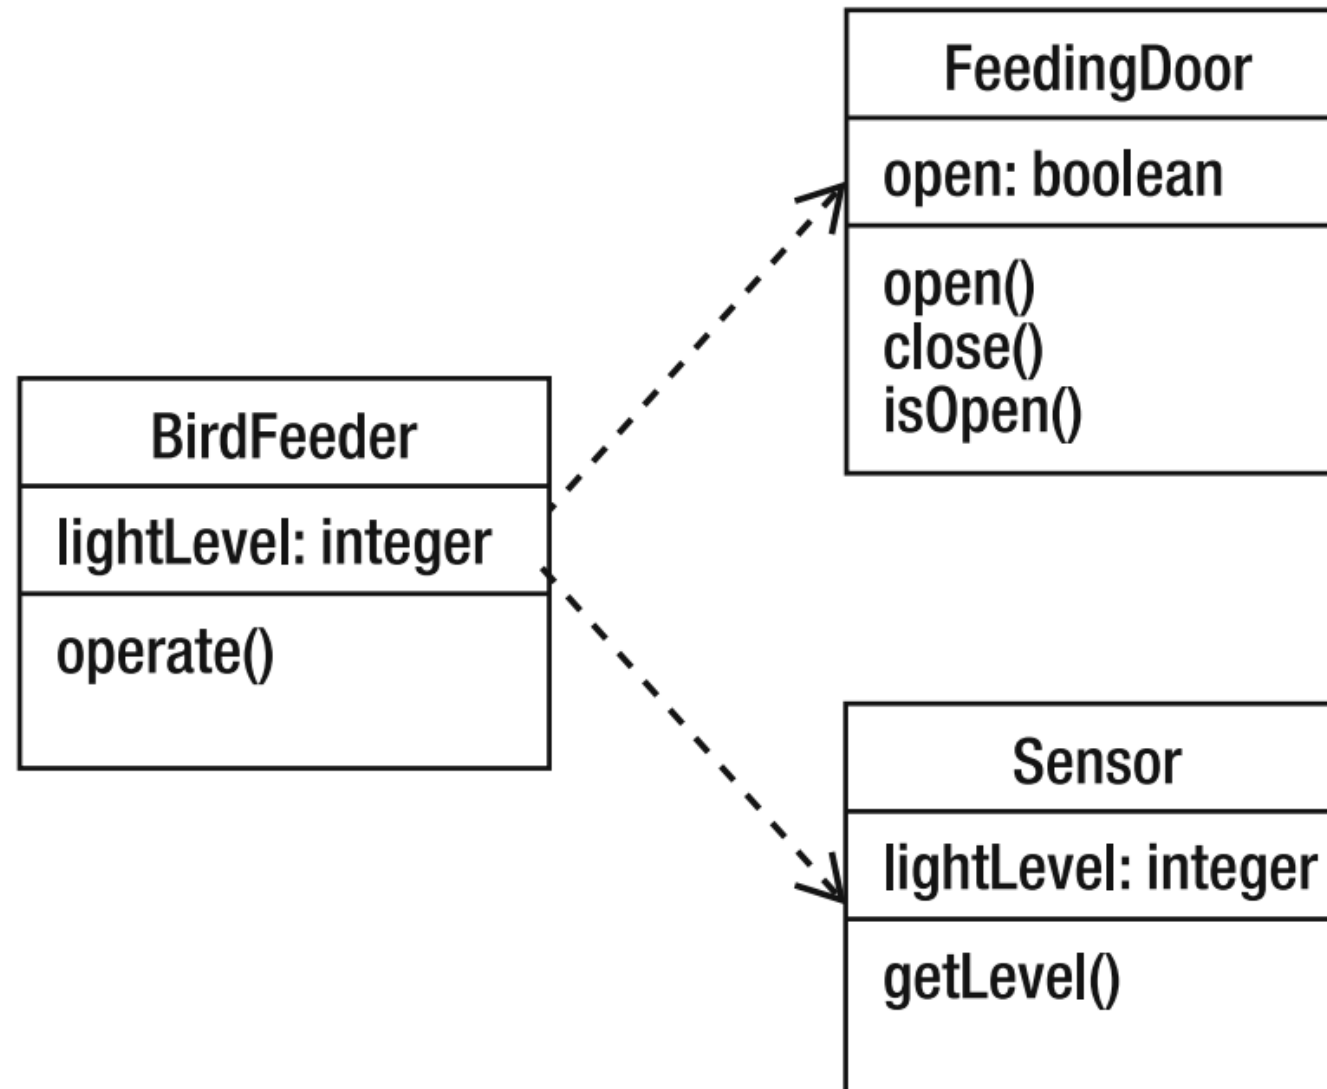 FeedingDoor
open: boolean
open()
close()
isOpen()
BirdFeeder
lightLevel: integer
operate()
Sensor
lightLevel: integer
getLevel()